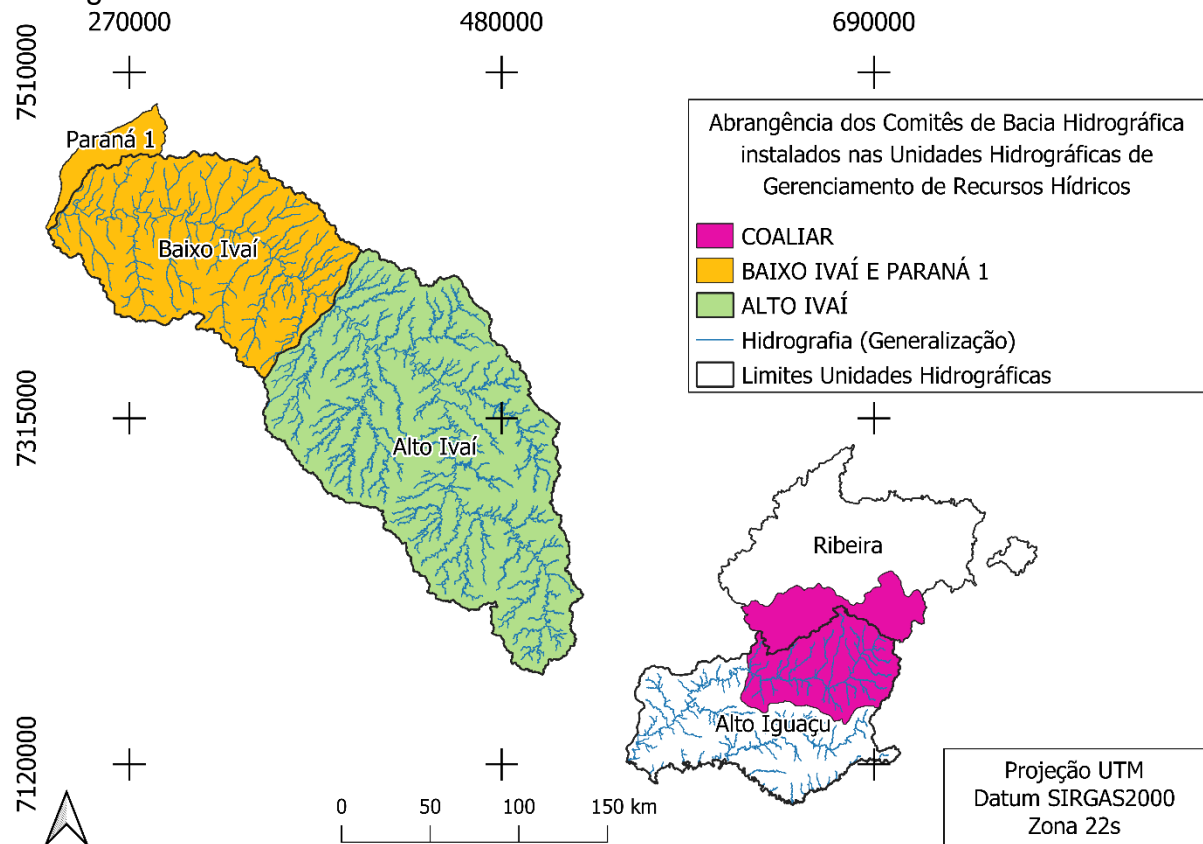 270000
480000
690000
7510000
7315000
7120000
Paraná 1
Baixo Ivaí
Alto Ivaí
Ribeira
Alto Iguaçu
Abrangência dos Comitês de Bacia Hidrográfica
instalados nas Unidades Hidrográficas de
Gerenciamento de Recursos Hídricos
COALIAR
BAIXO IVAÍ E PARANÁ 1
ALTO IVAÍ
Hidrografia (Generalização)
Limites Unidades Hidrográficas
0 50 100 150 km
Projeção UTM
Datum SIRGAS2000
Zona 22s